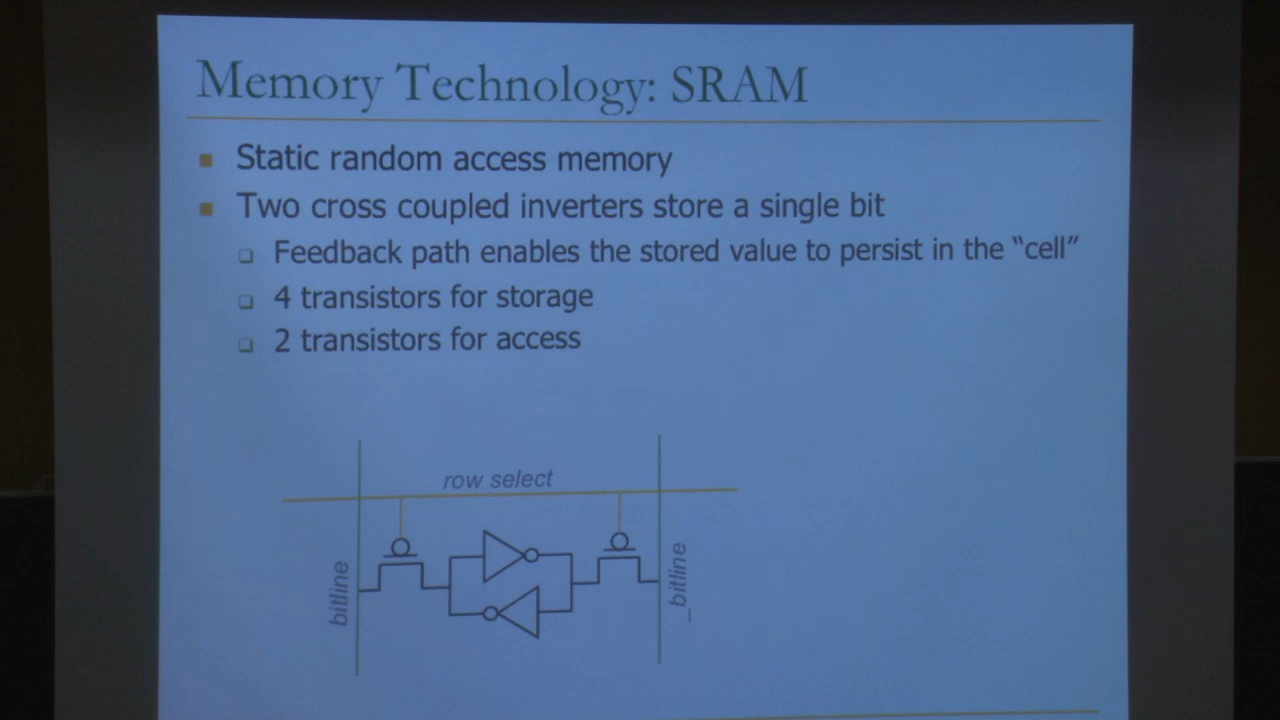 Memory Technology: SRAM
Static random access memory
Two cross coupled inverters store a single bit
Feedback path enables the stored value to persist in the “cell”
4 transistors for storage
2 transistors for access
row select
bitline
_bitline